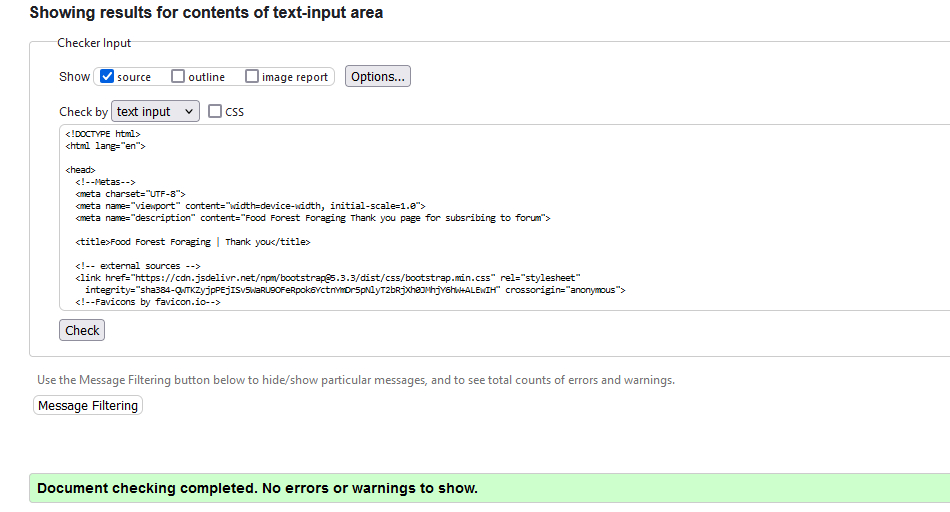 Showing results for contents of text-input area
Checker Input
Show source outline image report Options...
Check by text input CSS
<!DOCTYPE html>
<html lang="en">
<head>
<!--Metas-->
<meta charset="UTF-8">
<meta name="viewport" content="width=device-width, initial-scale=1.0">
<meta name="description" content="Food Forest Foraging Thank you page for subsribing to forum">
<title>Food Forest Foraging | Thank you</title>
<!-- external sources -->
<link href="https://cdn.jsdelivr.net/npm/bootstrap@5.3.3/dist/css/bootstrap.min.css" rel="stylesheet"
integrity="sha384-QWTKZyjpPEjISv5WaRU9OFeRpok6YctnYmDr5pNlyT2bRjXh0JMhjY6hW+ALEwIH" crossorigin="anonymous">
<!--Favicons by favicon.io-->
Check
Use the Message Filtering button below to hide/show particular messages, and to see total counts of errors and warnings.
Message Filtering
Document checking completed. No errors or warnings to show.